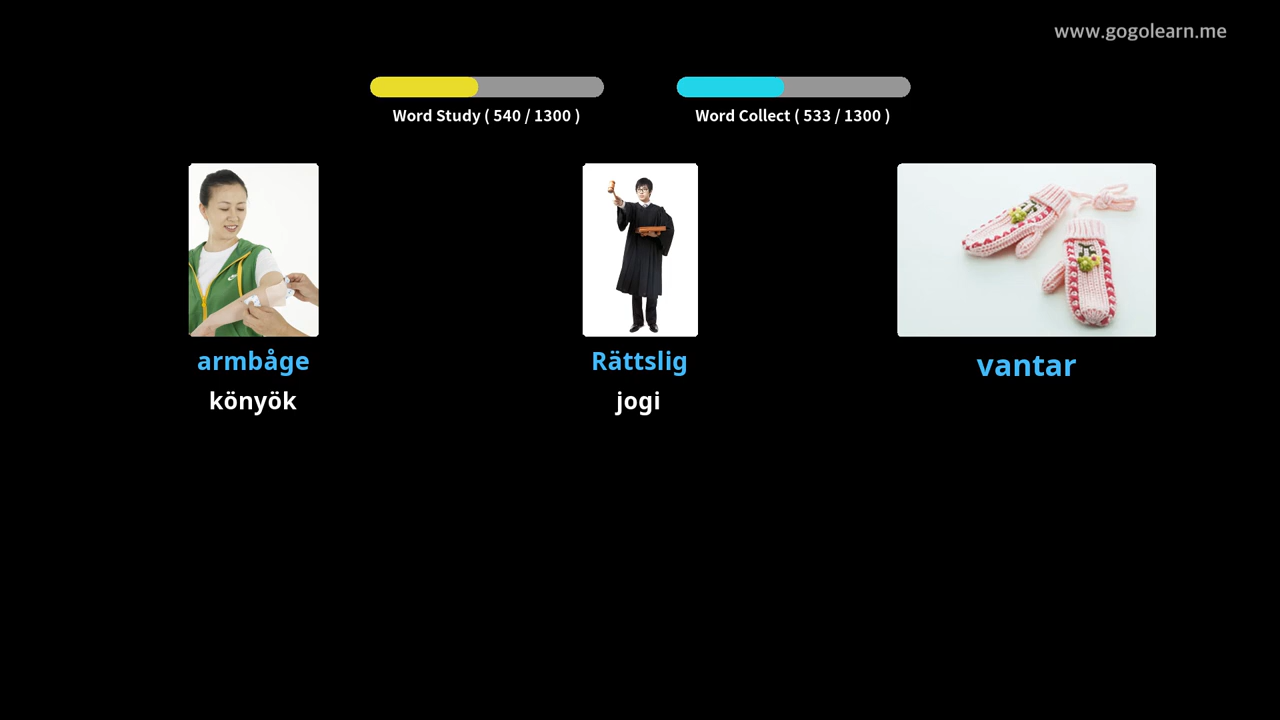 www.gogolearn.me
Word Study ( 540 / 1300 )
Word Collect ( 533 / 1300 )
armbåge
könyök
Rättslig
jogi
vantar